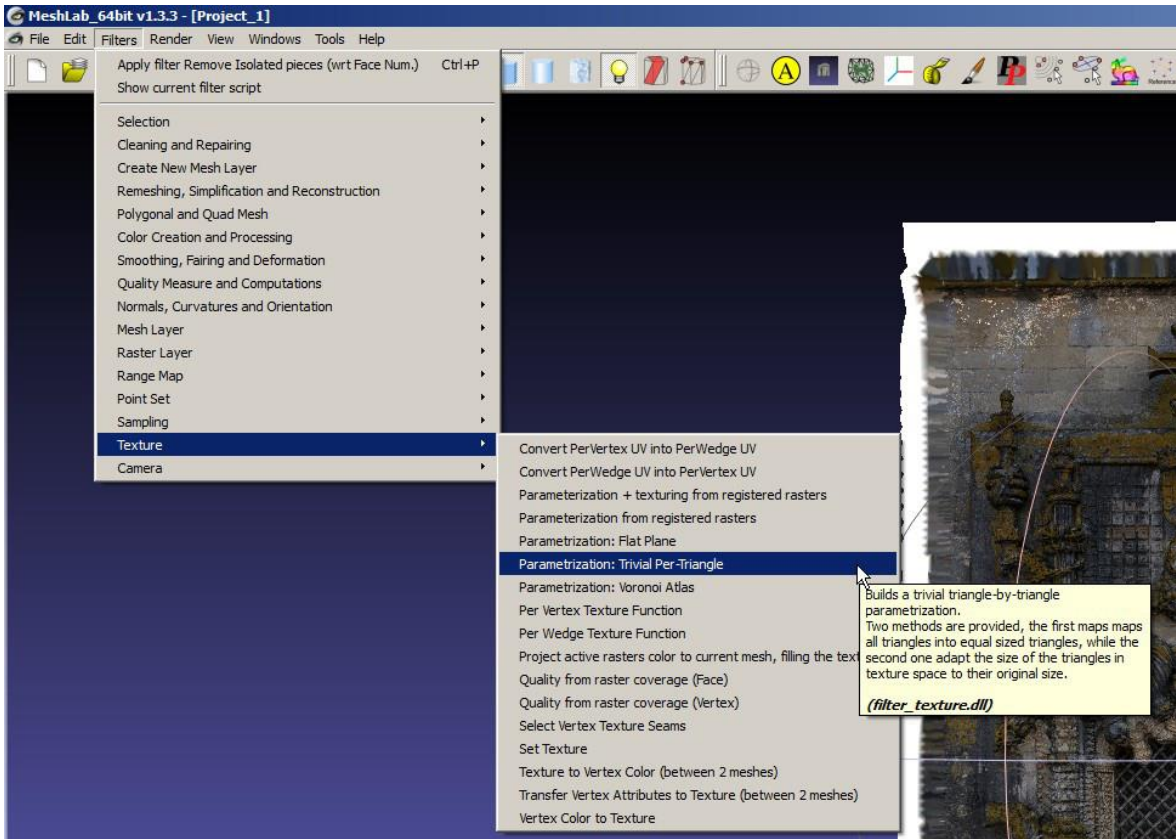 MeshLab_64bit v1.3.3 - [Project_1]
File Edit Filters Render View Windows Tools Help
Apply filter Remove Isolated pieces (wrt Face Num.) Ctrl+P
Show current filter script
A
Pp
Reference
Selection
Cleaning and Repairing
Create New Mesh Layer
Remeshing, Simplification and Reconstruction
Polygonal and Quad Mesh
Color Creation and Processing
Smoothing, Fairing and Deformation
Quality Measure and Computations
Normals, Curvatures and Orientation
Mesh Layer
Raster Layer
Range Map
Point Set
Sampling
Texture
Camera
Convert PerVertex UV into PerWedge UV
Convert PerWedge UV into PerVertex UV
Parameterization + texturing from registered rasters
Parameterization from registered rasters
Parametrization: Flat Plane
Parametrization: Trivial Per-Triangle
Parametrization: Voronoi Atlas
Per Vertex Texture Function
Per Wedge Texture Function
Project active rasters color to current mesh, filling the text
Quality from raster coverage (Face)
Quality from raster coverage (Vertex)
Select Vertex Texture Seams
Set Texture
Texture to Vertex Color (between 2 meshes)
Transfer Vertex Attributes to Texture (between 2 meshes)
Vertex Color to Texture
Builds a trivial triangle-by-triangle
parametrization.
Two methods are provided, the first maps maps
all triangles into equal sized triangles, while the
second one adapt the size of the triangles in
texture space to their original size.
(filter_texture.dll)